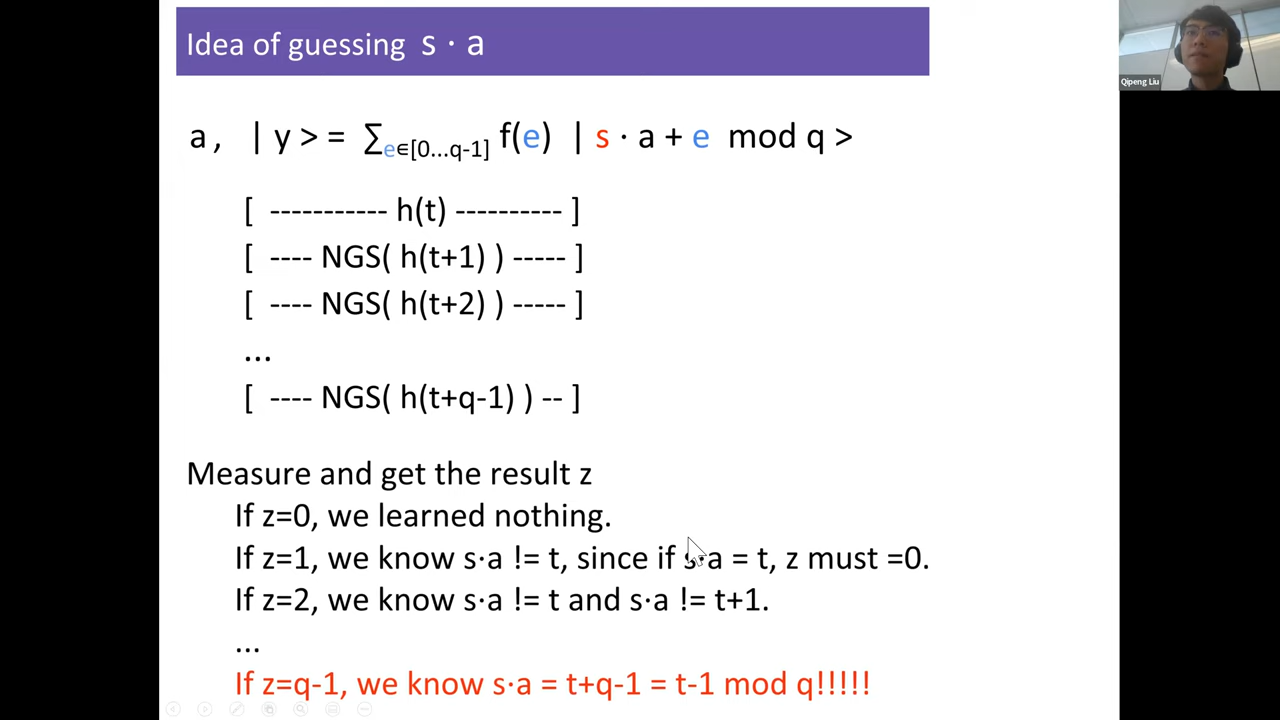 Idea of guessing s · a
a, | y > = ∑e∈[0...q-1] f(e) | s · a + e mod q >
[ ----------- h(t) ---------- ]
[ ---- NGS( h(t+1) ) ----- ]
[ ---- NGS( h(t+2) ) ----- ]
...
[ ---- NGS( h(t+q-1) ) -- ]
Measure and get the result z
If z=0, we learned nothing.
If z=1, we know s·a != t, since if s·a = t, z must =0.
If z=2, we know s·a != t and s·a != t+1.
...
If z=q-1, we know s·a = t+q-1 = t-1 mod q!!!!!
Qipeng Liu